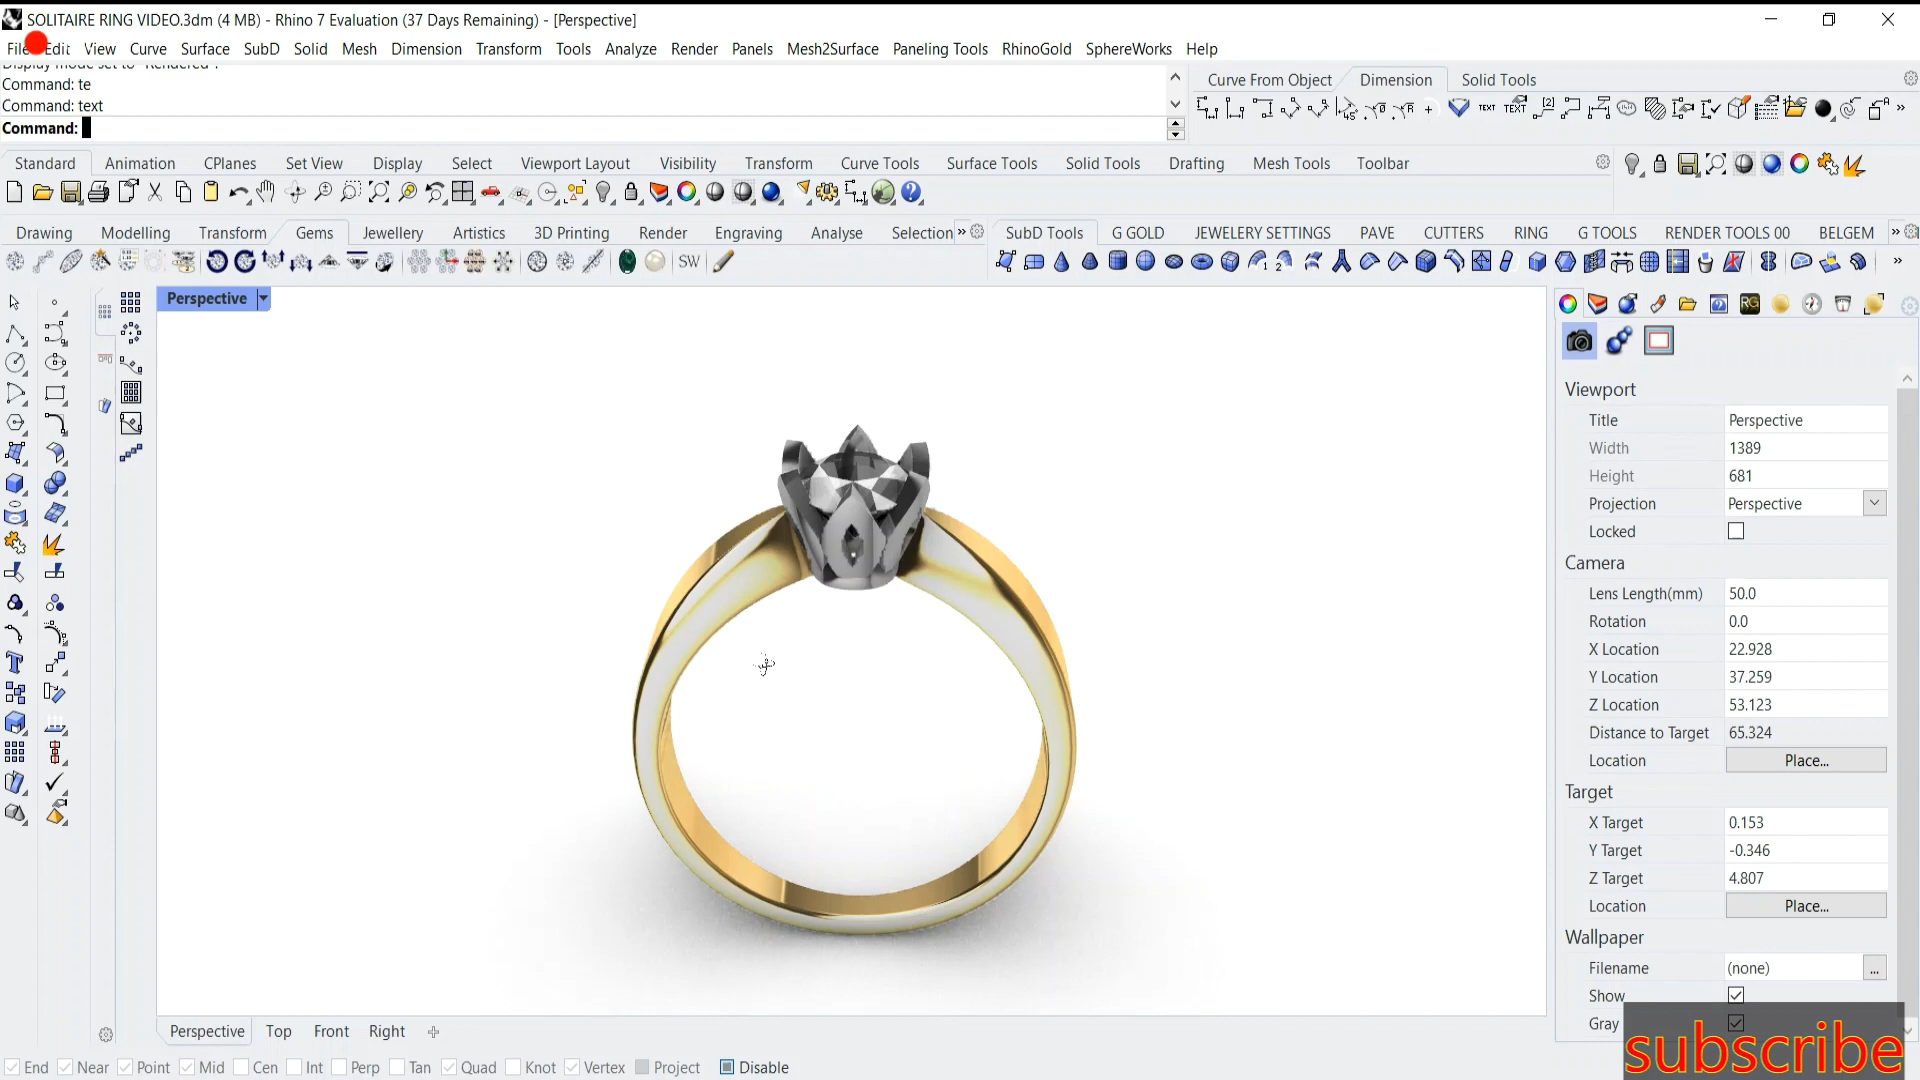 SOLITAIRE RING VIDEO.3dm (4 MB) - Rhino 7 Evaluation (37 Days Remaining) - [Perspective]
File Edit View Curve Surface SubD Solid Mesh Dimension Transform Tools Analyze Render Panels Mesh2Surface Paneling Tools RhinoGold SphereWorks Help
Display mode set to "Rendered".
Command: te
Command: text
Command:
Curve From Object Dimension Solid Tools
TEXT TEXT
Standard Animation CPlanes Set View Display Select Viewport Layout Visibility Transform Curve Tools Surface Tools Solid Tools Drafting Mesh Tools Toolbar
Drawing Modelling Transform Gems Jewellery Artistics 3D Printing Render Engraving Analyse Selection »
SubD Tools G GOLD JEWELERY SETTINGS PAVE CUTTERS RING G TOOLS RENDER TOOLS 00 BELGEM »
SW
Perspective
RG
Viewport
Title Perspective
Width 1389
Height 681
Projection Perspective
Locked
Camera
Lens Length(mm) 50.0
Rotation 0.0
X Location 22.928
Y Location 37.259
Z Location 53.123
Distance to Target 65.324
Location Place...
Target
X Target 0.153
Y Target -0.346
Z Target 4.807
Location Place...
Wallpaper
Filename (none) ...
Show
Gray
subscribe
Perspective Top Front Right
End Near Point Mid Cen Int Perp Tan Quad Knot Vertex Project Disable